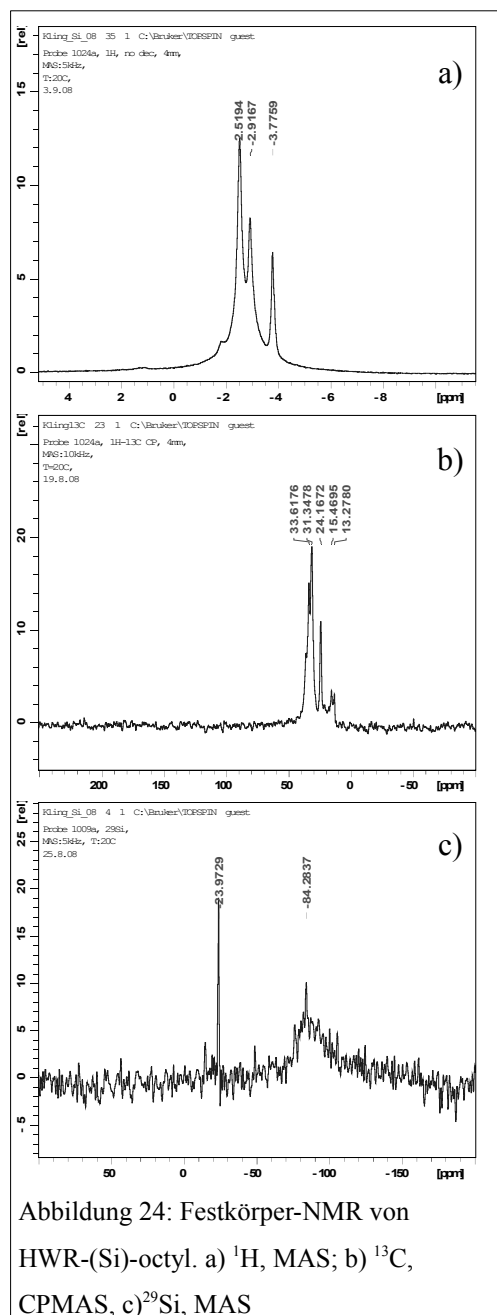 [rel]
Kling_Si_08 35 1 C:\Bruker\TOPSPIN guest
Probe 1024a, 1H, no dec, 4mm,
MAS:5kHz,
T:20C,
3.9.08
a)
-2.5194
-2.9167
-3.7759
15
10
5
0
4 2 0 -2 -4 -6 -8 [ppm]
[rel]
Kling13C 23 1 C:\Bruker\TOPSPIN guest
Probe 1024a, 1H-13C CP, 4mm,
MAS:10kHz,
T=20C,
19.8.08
b)
33.6176
31.3478
24.1672
15.4695
13.2780
20
10
0
200 150 100 50 0 -50 [ppm]
[rel]
Kling_Si_08 4 1 C:\Bruker\TOPSPIN guest
Probe 1009a, 29Si,
MAS:5kHz, T:20C
25.8.08
c)
-23.9729
-84.2837
25
20
15
10
5
0
-5
50 0 -50 -100 -150 [ppm]
Abbildung 24: Festkörper-NMR von
HWR-(Si)-octyl. a) ¹H, MAS; b) ¹³C,
CPMAS, c)²⁹Si, MAS